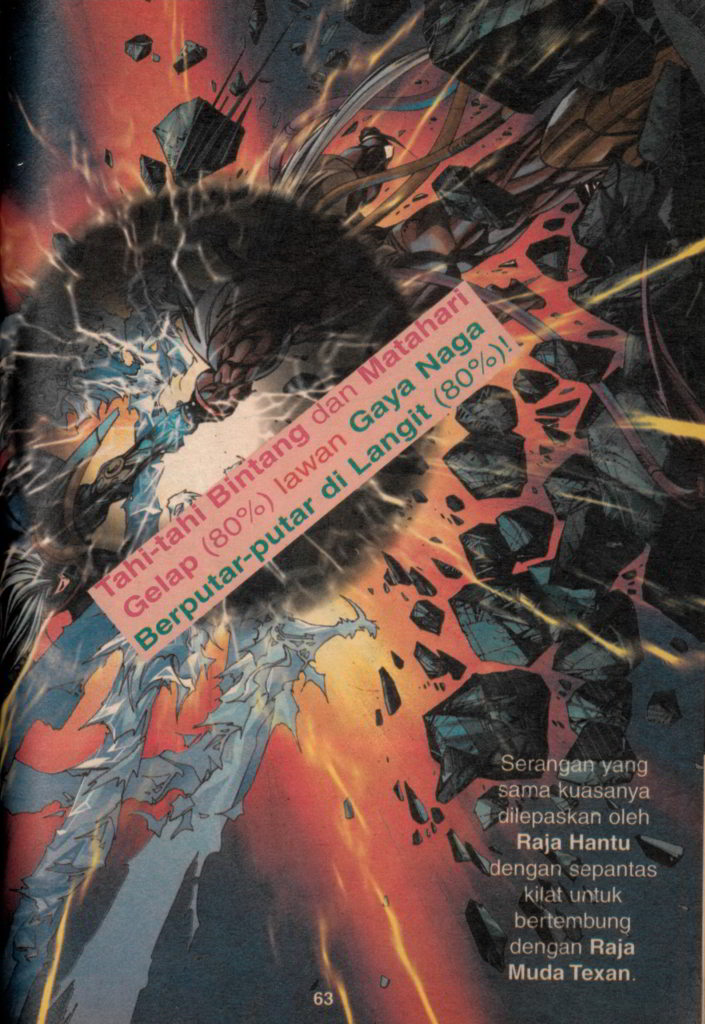 Tahi-tahi Bintang dan Matahari
Gelap (80%) lawan Gaya Naga
Berputar-putar di Langit (80%)!
Serangan yang
sama kuasanya
dilepaskan oleh
Raja Hantu
dengan sepantas
kilat untuk
bertembung
dengan Raja
Muda Texan.
63